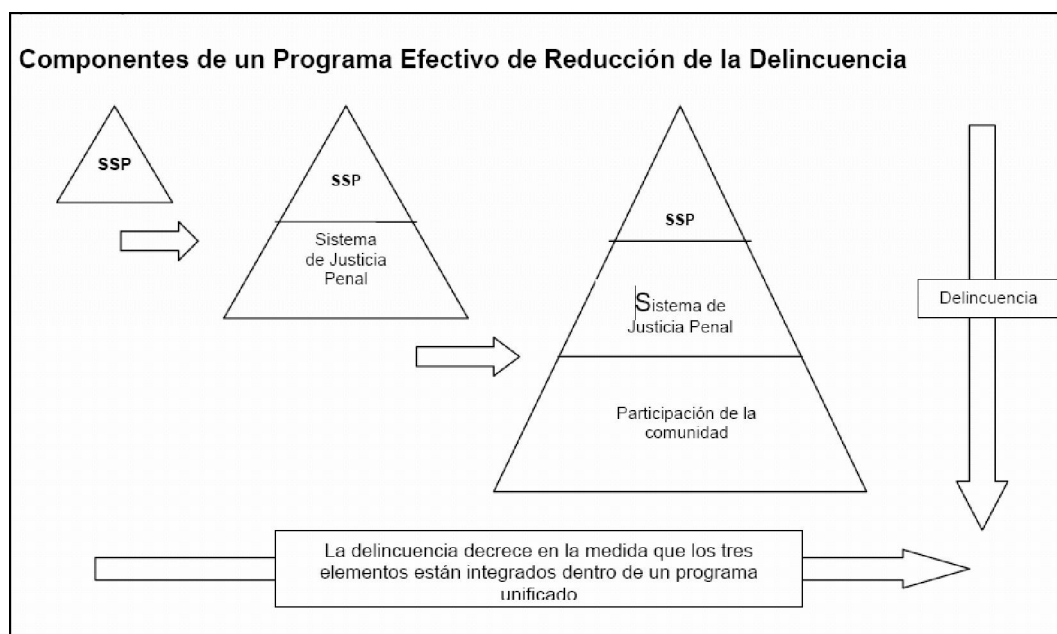 Componentes de un Programa Efectivo de Reducción de la Delincuencia
SSP
SSP
Sistema
de Justicia
Penal
SSP
Sistema de
Justicia Penal
Participación de la
comunidad
Delincuencia
La delincuencia decrece en la medida que los tres
elementos están integrados dentro de un programa
unificado